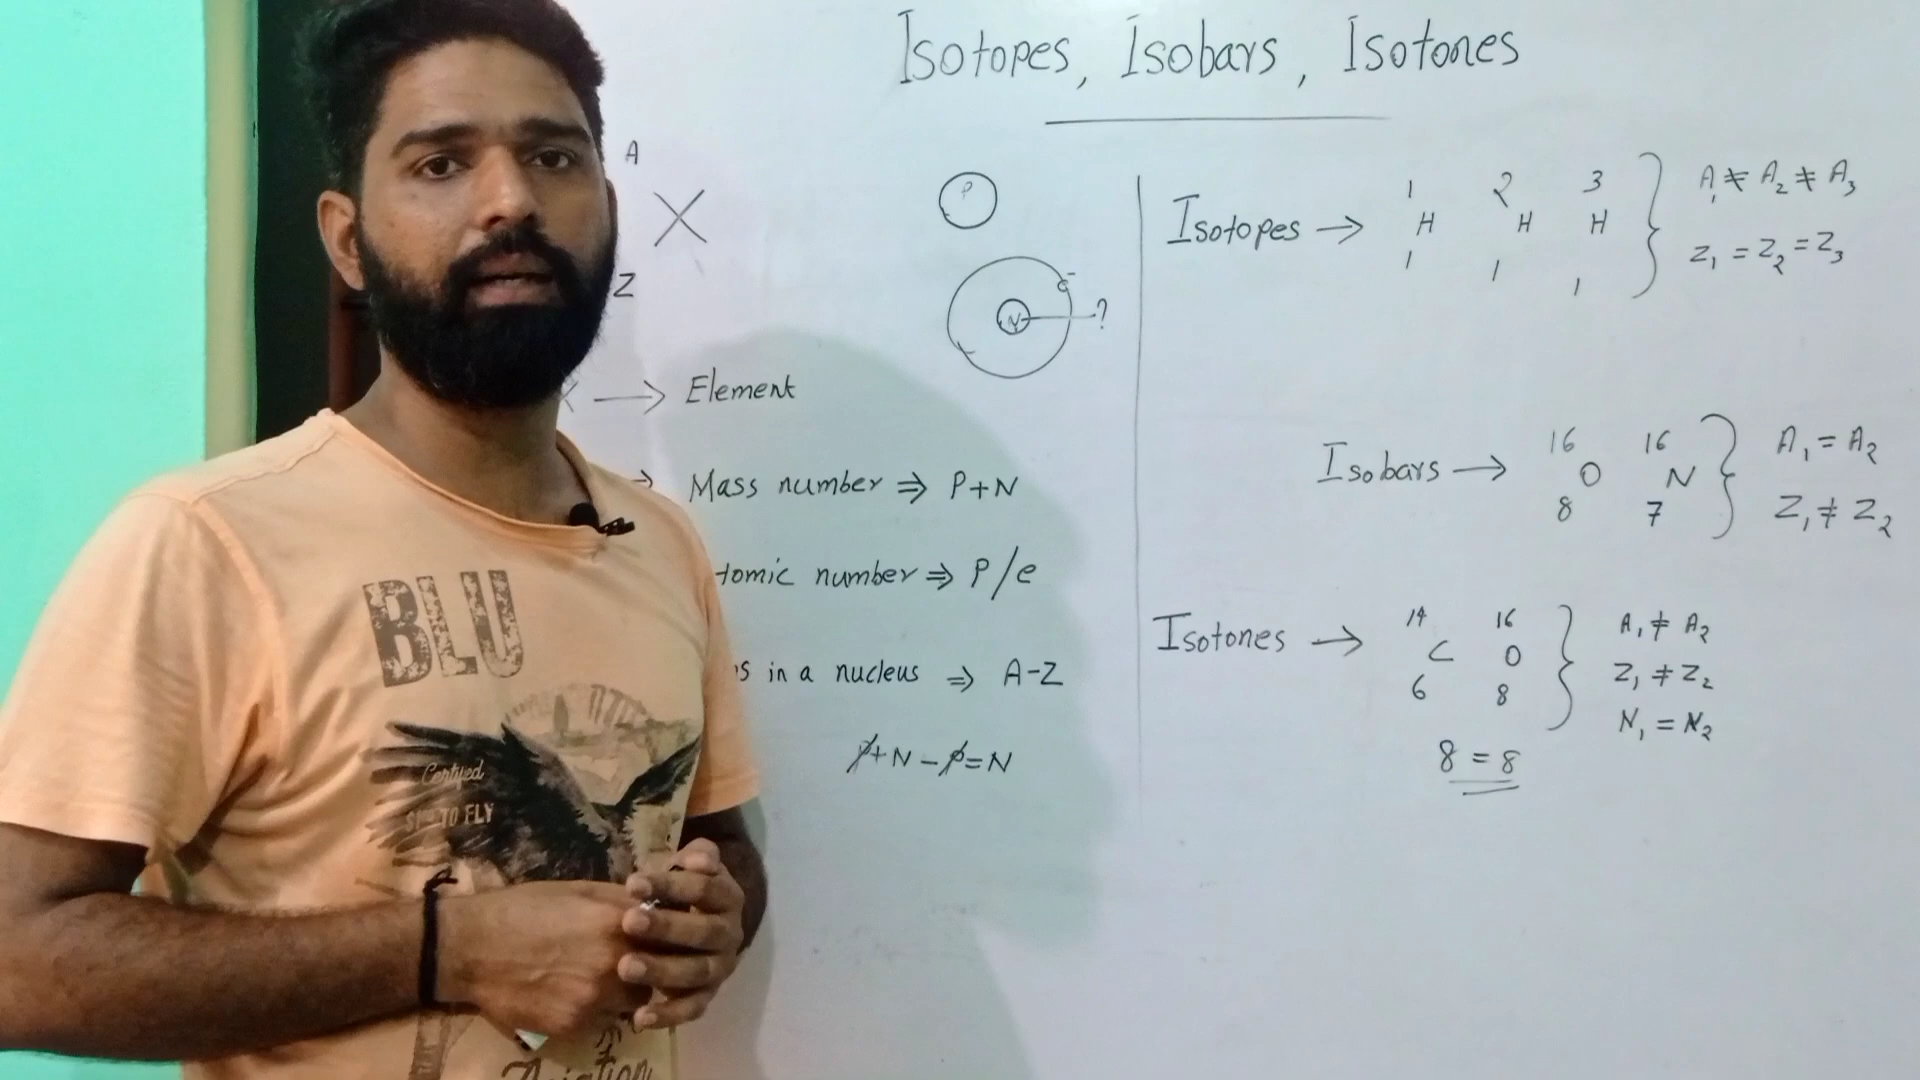 Isotopes, Isobars, Isotones
A
X
Z
P
N
e-
?
→ Element
→ Mass number ⇒ P+N
tomic number ⇒ P/e
s in a nucleus ⇒ A-Z
P+N-P=N
Isotopes → 1 2 3
H H H
1 1 1
A1 ≠ A2 ≠ A3
Z1 = Z2 = Z3
Isobars → 16 16
O N
8 7
A1 = A2
Z1 ≠ Z2
Isotones → 14 16
C O
6 8
A1 ≠ A2
Z1 ≠ Z2
N1 = N2
8 = 8
BLU
Certified
TO FLY
Aviation